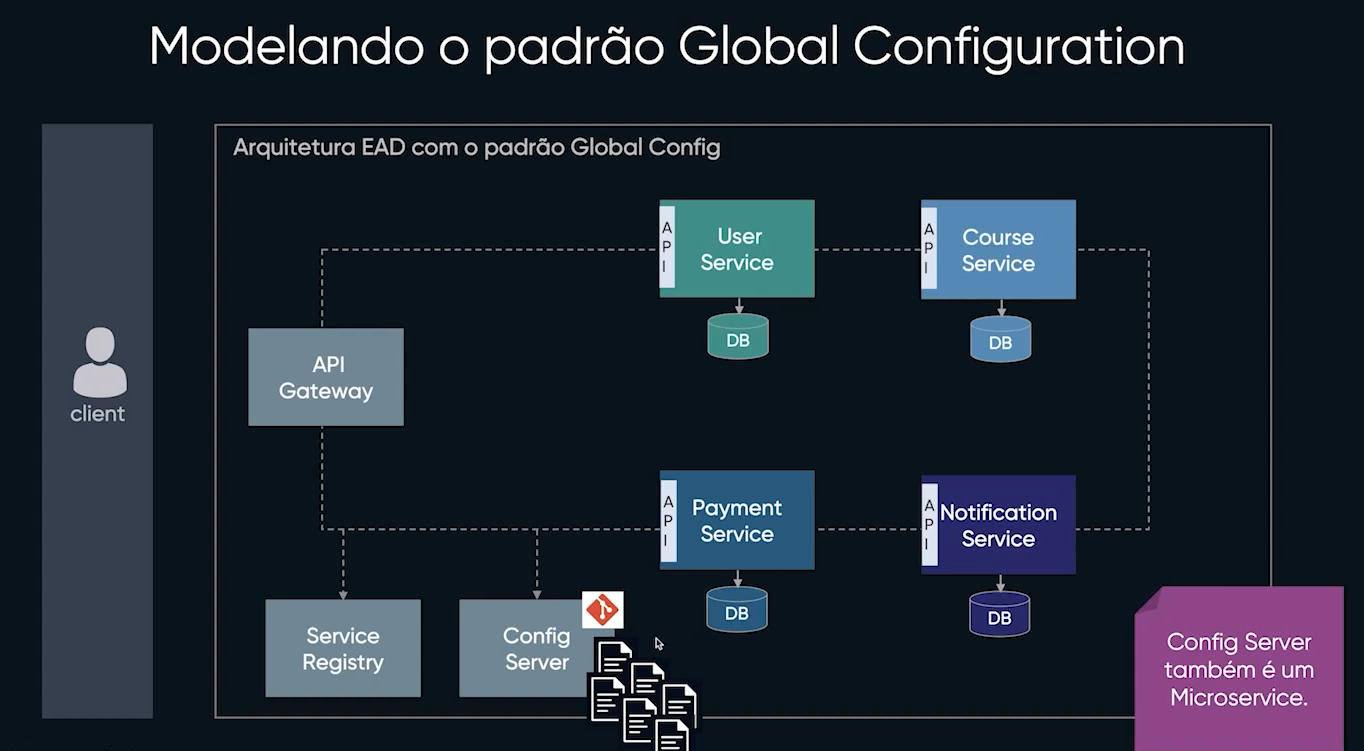 Modelando o padrão Global Configuration
Arquitetura EAD com o padrão Global Config
client
API
Gateway
API
User
Service
DB
API
Course
Service
DB
API
Payment
Service
DB
API
Notification
Service
DB
Service
Registry
Config
Server
Config Server
também é um
Microservice.